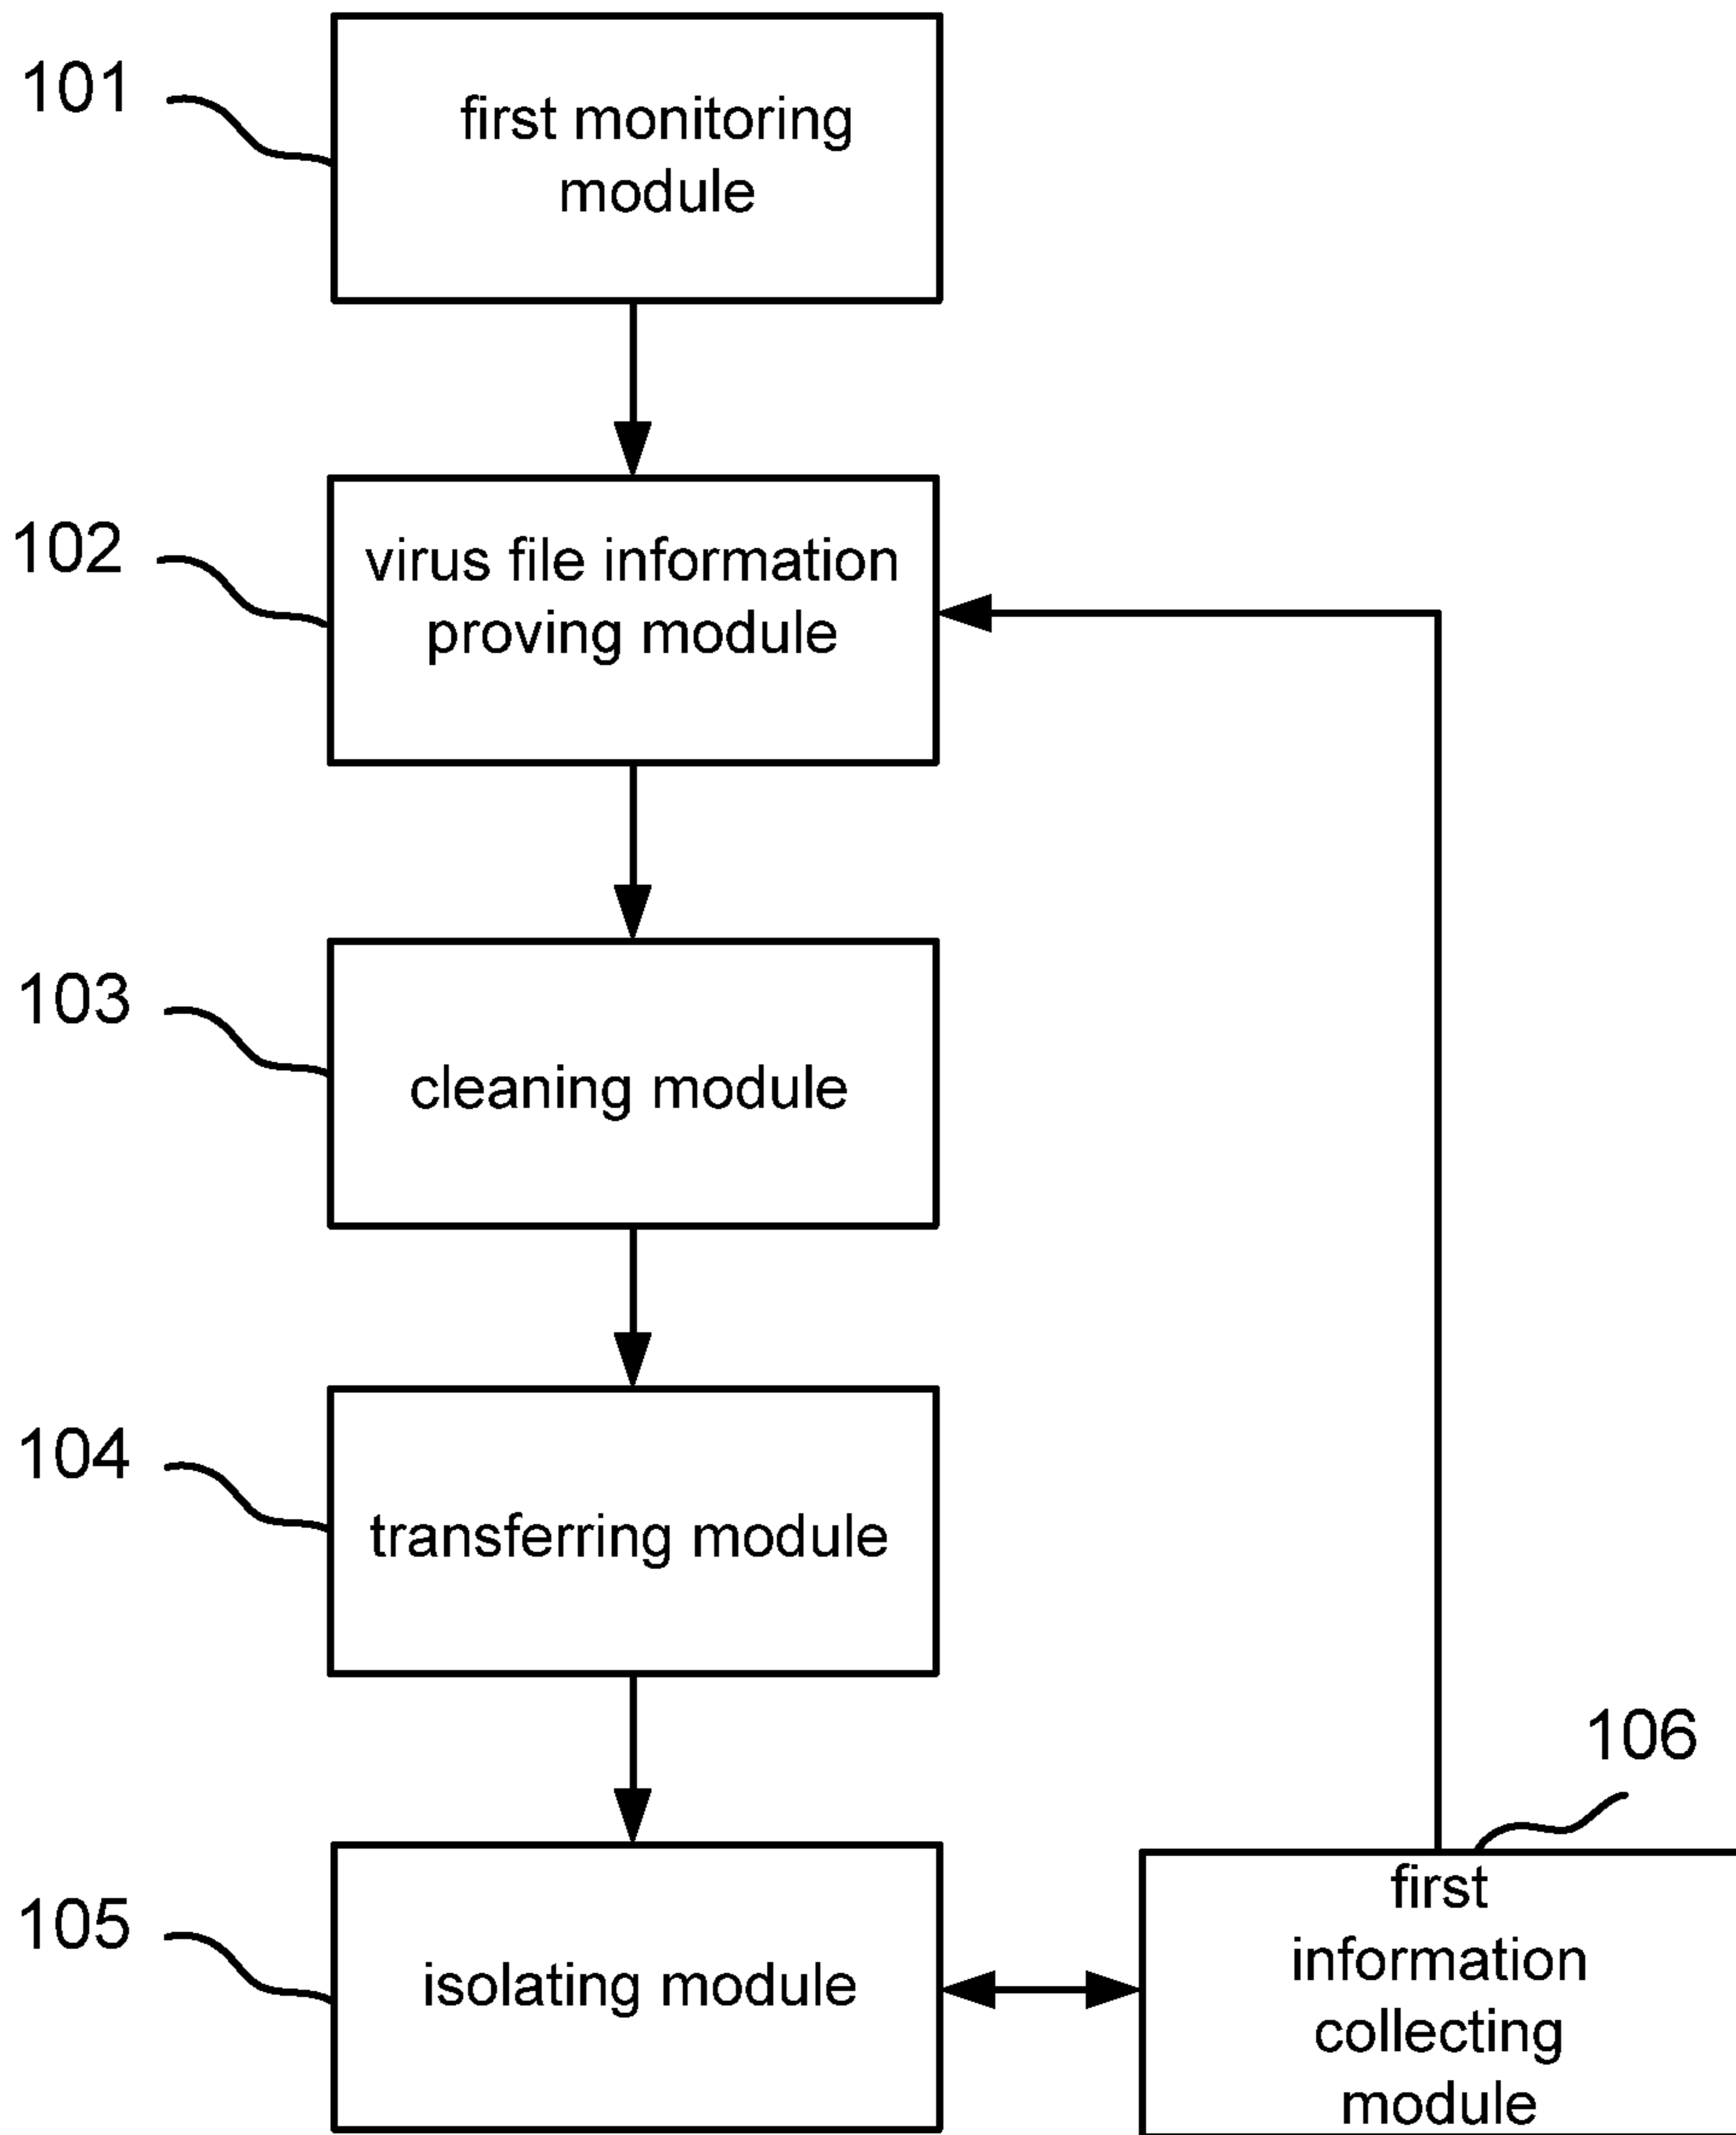 101
first monitoring
module
102
virus file information
proving module
103
cleaning module
104
transferring module
105
isolating module
106
first
information
collecting
module